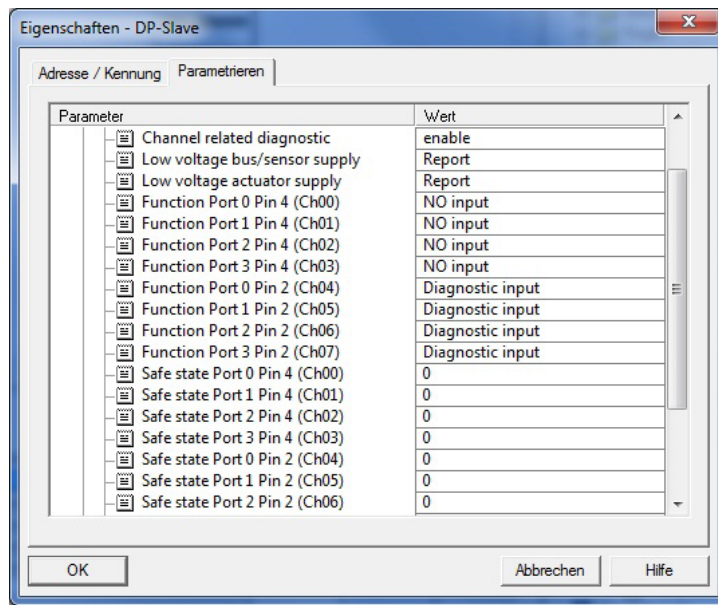 Eigenschaften - DP-Slave
Adresse / Kennung Parametrieren
Parameter Wert
Channel related diagnostic enable
Low voltage bus/sensor supply Report
Low voltage actuator supply Report
Function Port 0 Pin 4 (Ch00) NO input
Function Port 1 Pin 4 (Ch01) NO input
Function Port 2 Pin 4 (Ch02) NO input
Function Port 3 Pin 4 (Ch03) NO input
Function Port 0 Pin 2 (Ch04) Diagnostic input
Function Port 1 Pin 2 (Ch05) Diagnostic input
Function Port 2 Pin 2 (Ch06) Diagnostic input
Function Port 3 Pin 2 (Ch07) Diagnostic input
Safe state Port 0 Pin 4 (Ch00) 0
Safe state Port 1 Pin 4 (Ch01) 0
Safe state Port 2 Pin 4 (Ch02) 0
Safe state Port 3 Pin 4 (Ch03) 0
Safe state Port 0 Pin 2 (Ch04) 0
Safe state Port 1 Pin 2 (Ch05) 0
Safe state Port 2 Pin 2 (Ch06) 0
OK Abbrechen Hilfe